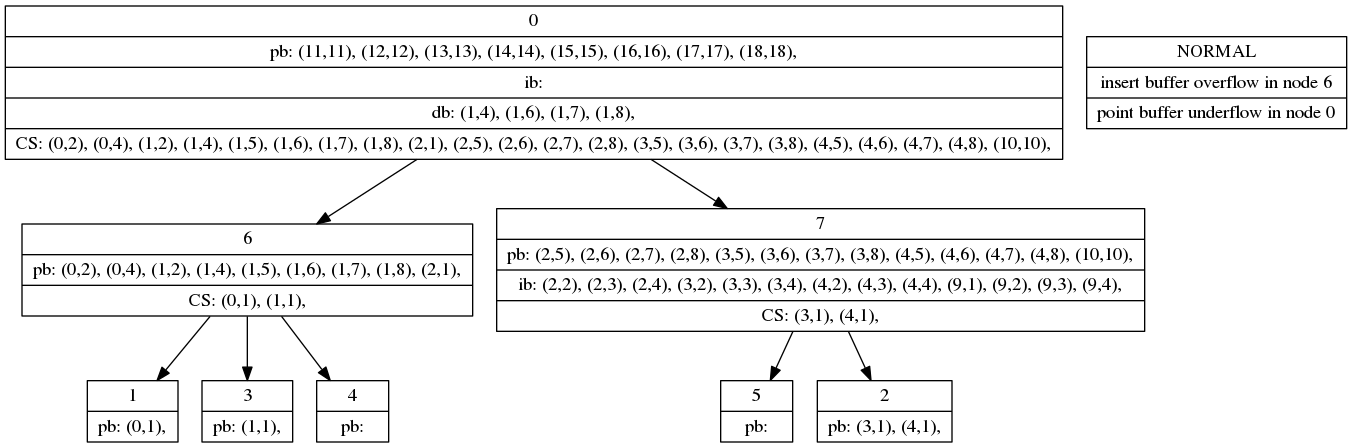 0
pb: (11,11), (12,12), (13,13), (14,14), (15,15), (16,16), (17,17), (18,18),
ib:
db: (1,4), (1,6), (1,7), (1,8),
CS: (0,2), (0,4), (1,2), (1,4), (1,5), (1,6), (1,7), (1,8), (2,1), (2,5), (2,6), (2,7), (2,8), (3,5), (3,6), (3,7), (3,8), (4,5), (4,6), (4,7), (4,8), (10,10),
NORMAL
insert buffer overflow in node 6
point buffer underflow in node 0
6
pb: (0,2), (0,4), (1,2), (1,4), (1,5), (1,6), (1,7), (1,8), (2,1),
CS: (0,1), (1,1),
7
pb: (2,5), (2,6), (2,7), (2,8), (3,5), (3,6), (3,7), (3,8), (4,5), (4,6), (4,7), (4,8), (10,10),
ib: (2,2), (2,3), (2,4), (3,2), (3,3), (3,4), (4,2), (4,3), (4,4), (9,1), (9,2), (9,3), (9,4),
CS: (3,1), (4,1),
1
pb: (0,1),
3
pb: (1,1),
4
pb:
5
pb:
2
pb: (3,1), (4,1),